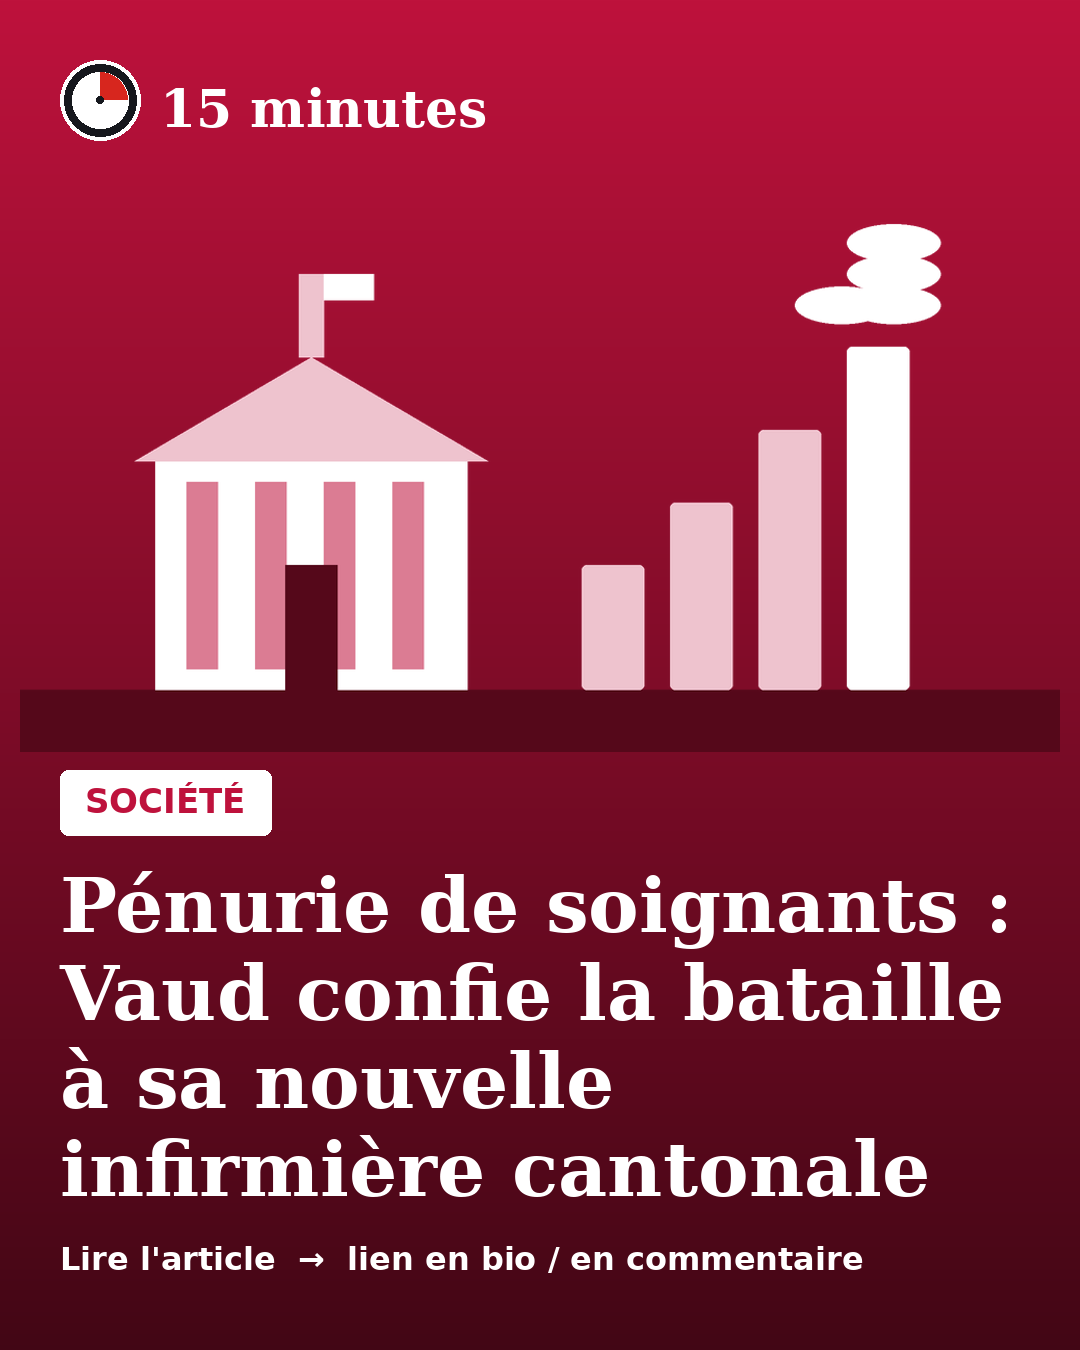 15 minutes
SOCIÉTÉ
Pénurie de soignants :
Vaud confie la bataille
à sa nouvelle
infirmière cantonale
Lire l'article → lien en bio / en commentaire